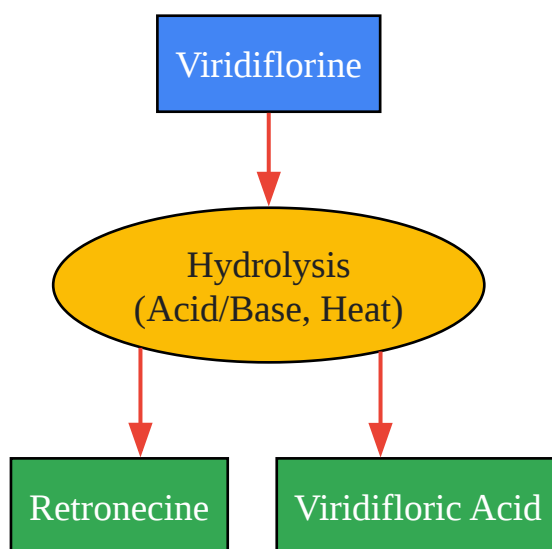 Viridiflorine
Hydrolysis
(Acid/Base, Heat)
Retronecine
Viridifloric Acid